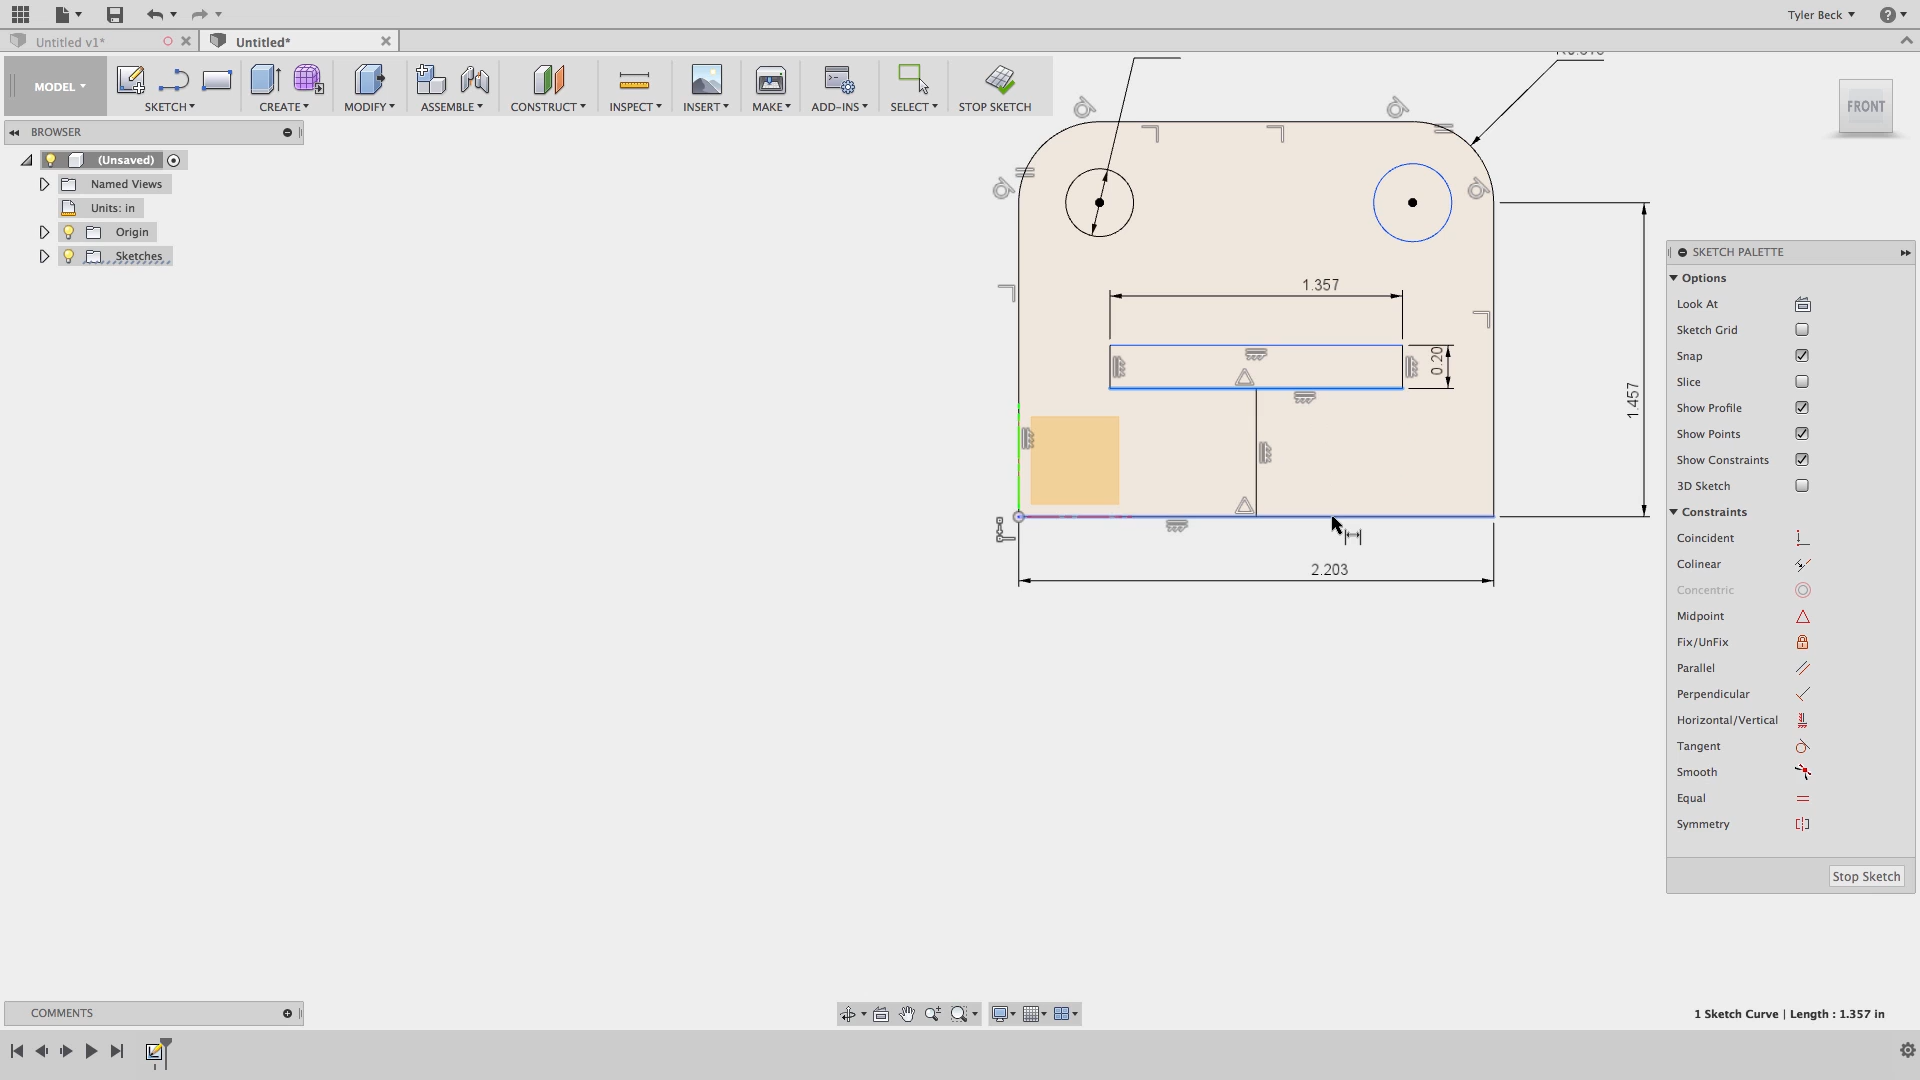 Tyler Beck
Untitled v1*
Untitled*
MODEL
SKETCH
CREATE
MODIFY
ASSEMBLE
CONSTRUCT
INSPECT
INSERT
MAKE
ADD-INS
SELECT
STOP SKETCH
FRONT
BROWSER
(Unsaved)
Named Views
Units: in
Origin
Sketches
1.357
0.20
1.457
2.203
SKETCH PALETTE
Options
Look At
Sketch Grid
Snap
Slice
Show Profile
Show Points
Show Constraints
3D Sketch
Constraints
Coincident
Colinear
Concentric
Midpoint
Fix/UnFix
Parallel
Perpendicular
Horizontal/Vertical
Tangent
Smooth
Equal
Symmetry
Stop Sketch
COMMENTS
1 Sketch Curve | Length : 1.357 in